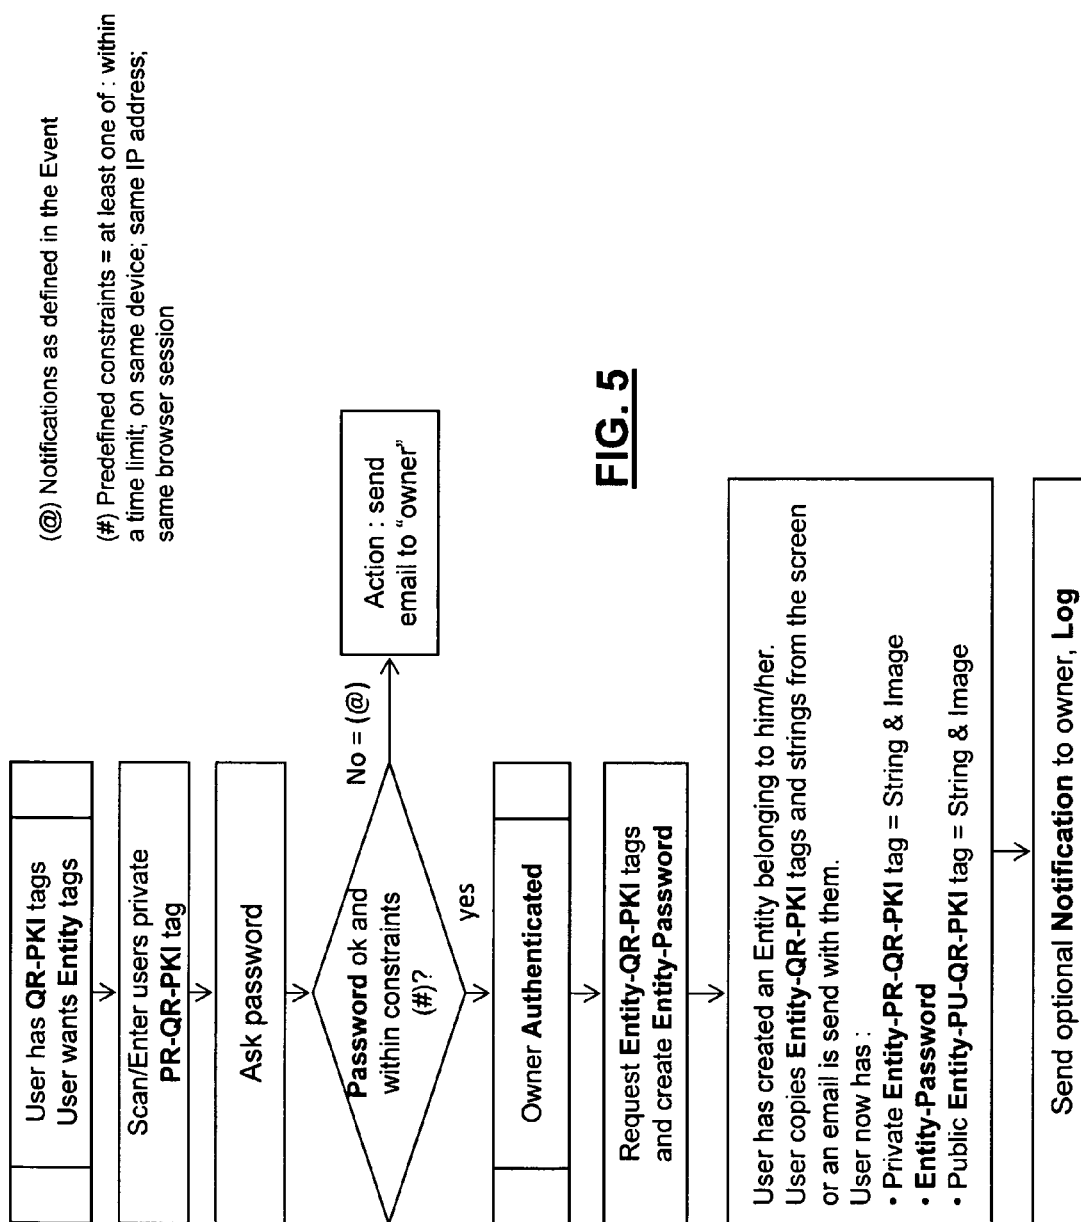 User has QR-PKI tags
User wants Entity tags
Scan/Enter users private
PR-QR-PKI tag
Ask password
Password ok and
within constraints
(#)?
No = (@)
Action : send
email to “owner”
yes
Owner Authenticated
Request Entity-QR-PKI tags
and create Entity-Password
User has created an Entity belonging to him/her.
User copies Entity-QR-PKI tags and strings from the screen
or an email is send with them.
User now has :
• Private Entity-PR-QR-PKI tag = String & Image
• Entity-Password
• Public Entity-PU-QR-PKI tag = String & Image
Send optional Notification to owner, Log
(@) Notifications as defined in the Event
(#) Predefined constraints = at least one of : within
a time limit; on same device; same IP address;
same browser session
FIG. 5